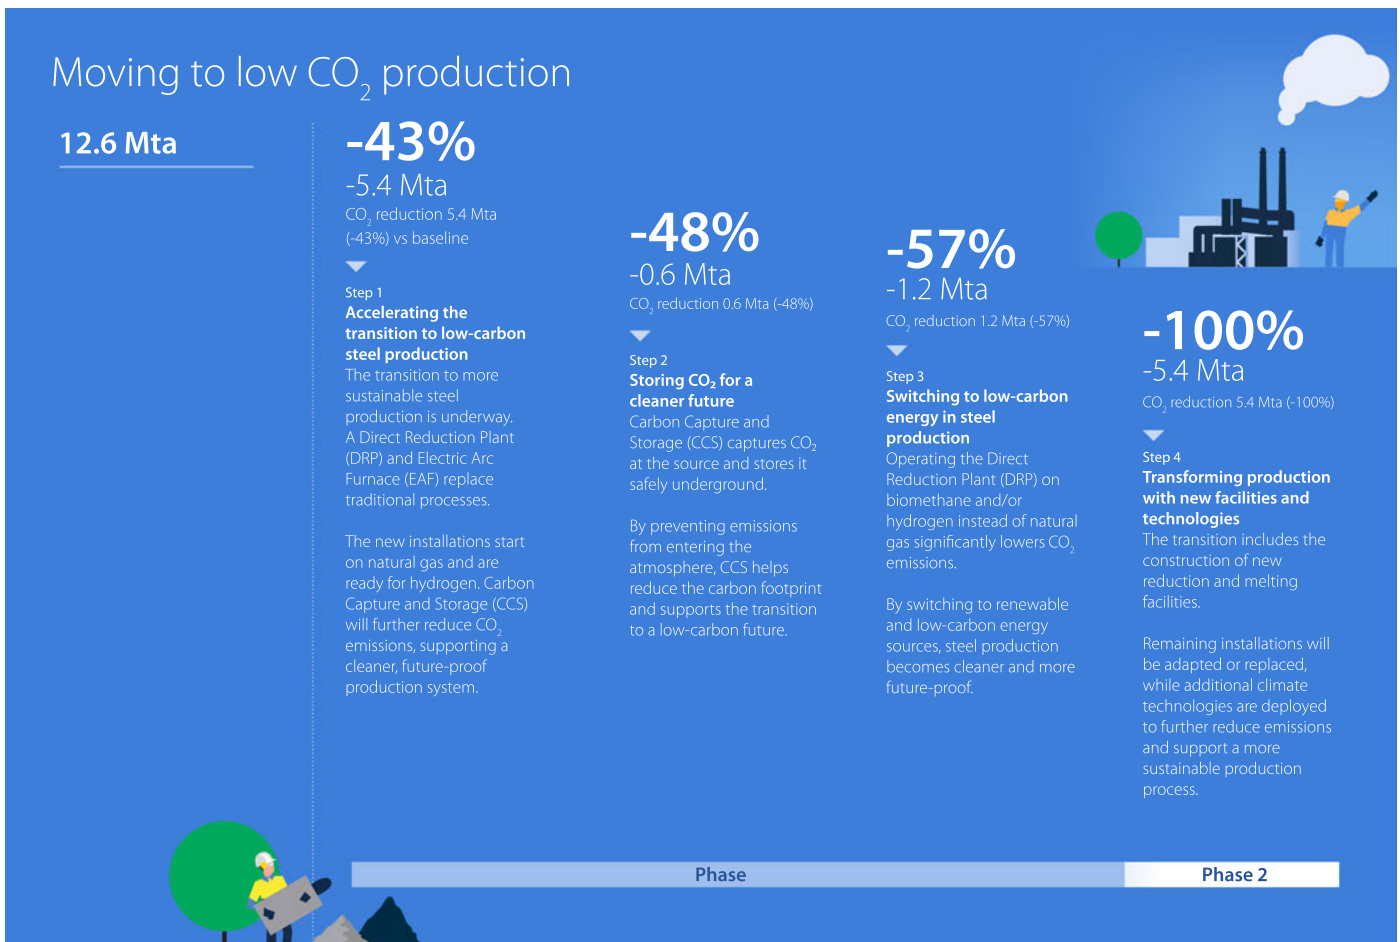 Moving to low CO₂ production
12.6 Mta
-43%
-5.4 Mta
CO₂ reduction 5.4 Mta
(-43%) vs baseline
Step 1
Accelerating the
transition to low-carbon
steel production
The transition to more
sustainable steel
production is underway.
A Direct Reduction Plant
(DRP) and Electric Arc
Furnace (EAF) replace
traditional processes.
The new installations start
on natural gas and are
ready for hydrogen. Carbon
Capture and Storage (CCS)
will further reduce CO₂
emissions, supporting a
cleaner, future-proof
production system.
-48%
-0.6 Mta
CO₂ reduction 0.6 Mta (-48%)
Step 2
Storing CO₂ for a
cleaner future
Carbon Capture and
Storage (CCS) captures CO₂
at the source and stores it
safely underground.
By preventing emissions
from entering the
atmosphere, CCS helps
reduce the carbon footprint
and supports the transition
to a low-carbon future.
-57%
-1.2 Mta
CO₂ reduction 1.2 Mta (-57%)
Step 3
Switching to low-carbon
energy in steel
production
Operating the Direct
Reduction Plant (DRP) on
biomethane and/or
hydrogen instead of natural
gas significantly lowers CO₂
emissions.
By switching to renewable
and low-carbon energy
sources, steel production
becomes cleaner and more
future-proof.
-100%
-5.4 Mta
CO₂ reduction 5.4 Mta (-100%)
Step 4
Transforming production
with new facilities and
technologies
The transition includes the
construction of new
reduction and melting
facilities.
Remaining installations will
be adapted or replaced,
while additional climate
technologies are deployed
to further reduce emissions
and support a more
sustainable production
process.
Phase
Phase 2